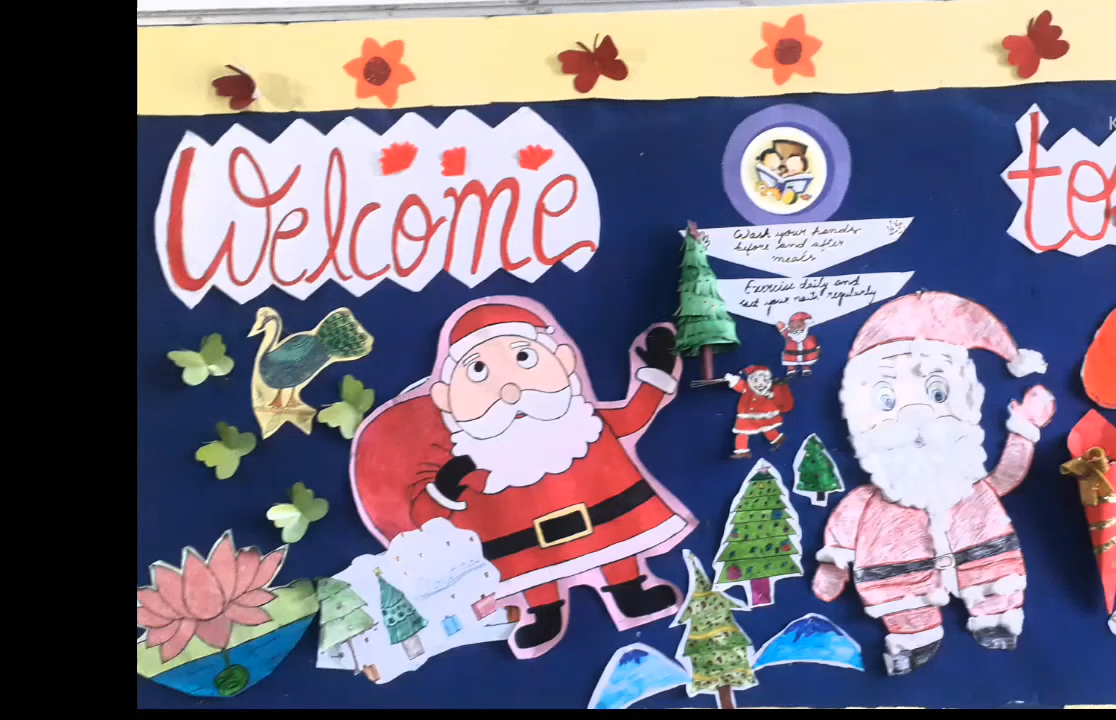 Welcome
Wash your hands
before and after
meals
Exercise daily and
cut your nails regularly